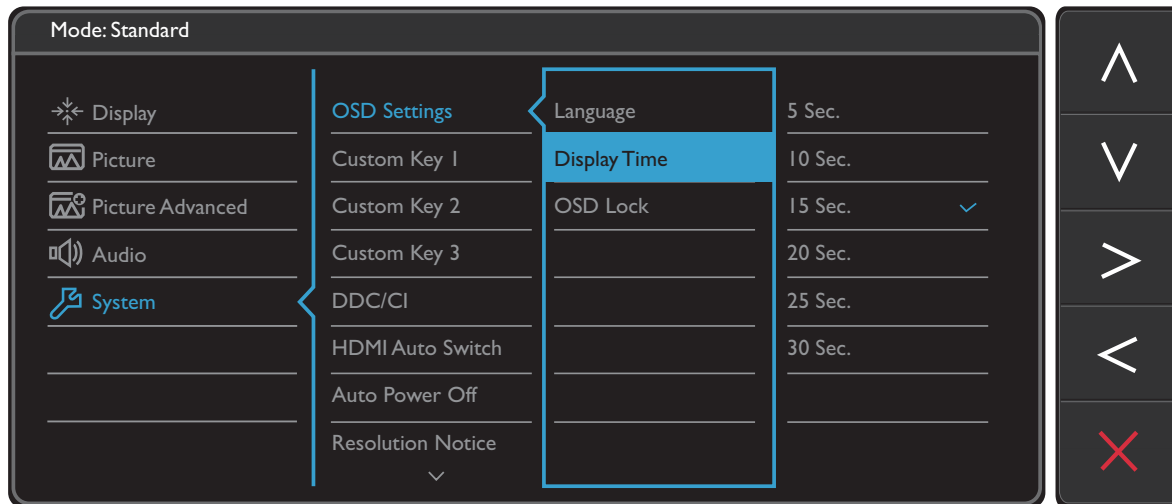 Mode: Standard
Display
Picture
Picture Advanced
Audio
System
OSD Settings
Custom Key 1
Custom Key 2
Custom Key 3
DDC/CI
HDMI Auto Switch
Auto Power Off
Resolution Notice
Language
Display Time
OSD Lock
5 Sec.
10 Sec.
15 Sec.
20 Sec.
25 Sec.
30 Sec.